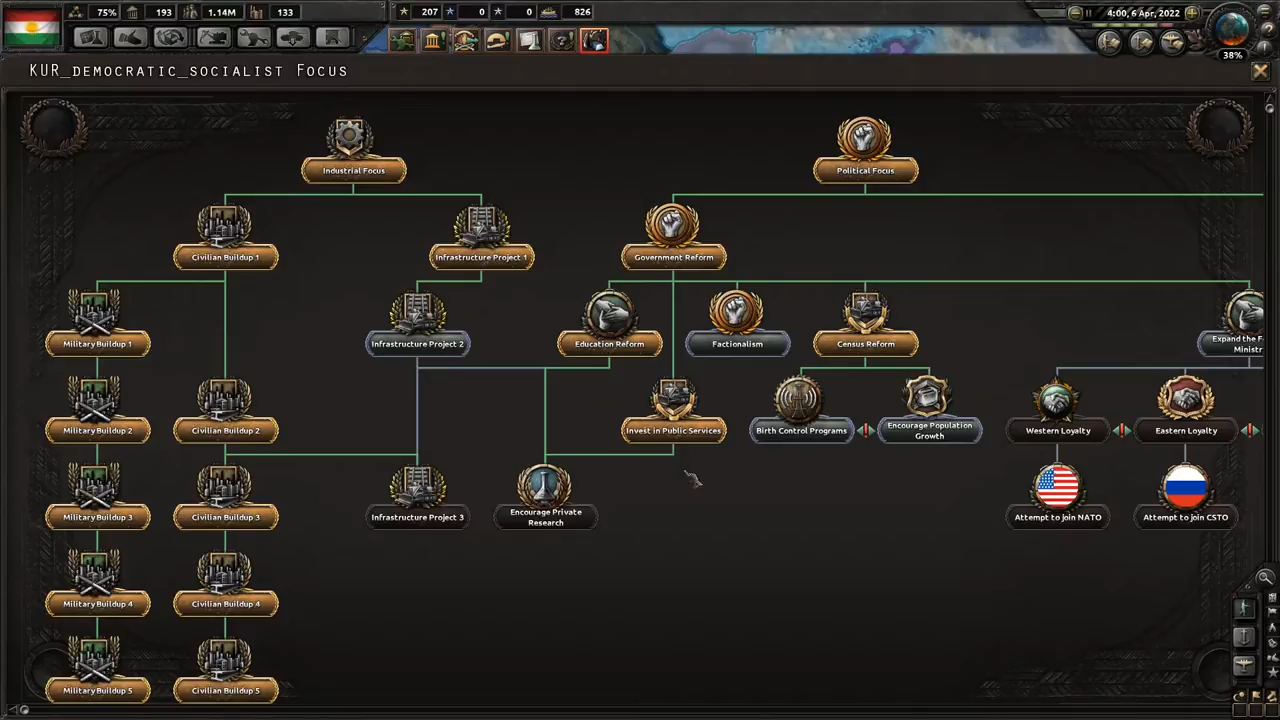 75% 193 1.14M 133 207 0 0 826 4:00, 6 Apr, 2022
38%
KUR_DEMOCRATIC_SOCIALIST FOCUS
Industrial Focus
Political Focus
Civilian Buildup 1
Infrastructure Project 1
Government Reform
Military Buildup 1
Infrastructure Project 2
Education Reform
Factionalism
Census Reform
Expand the F
Ministr
Military Buildup 2
Civilian Buildup 2
Invest in Public Services
Birth Control Programs
Encourage Population
Growth
Western Loyalty
Eastern Loyalty
Military Buildup 3
Civilian Buildup 3
Infrastructure Project 3
Encourage Private
Research
Attempt to join NATO
Attempt to join CSTO
Military Buildup 4
Civilian Buildup 4
Military Buildup 5
Civilian Buildup 5